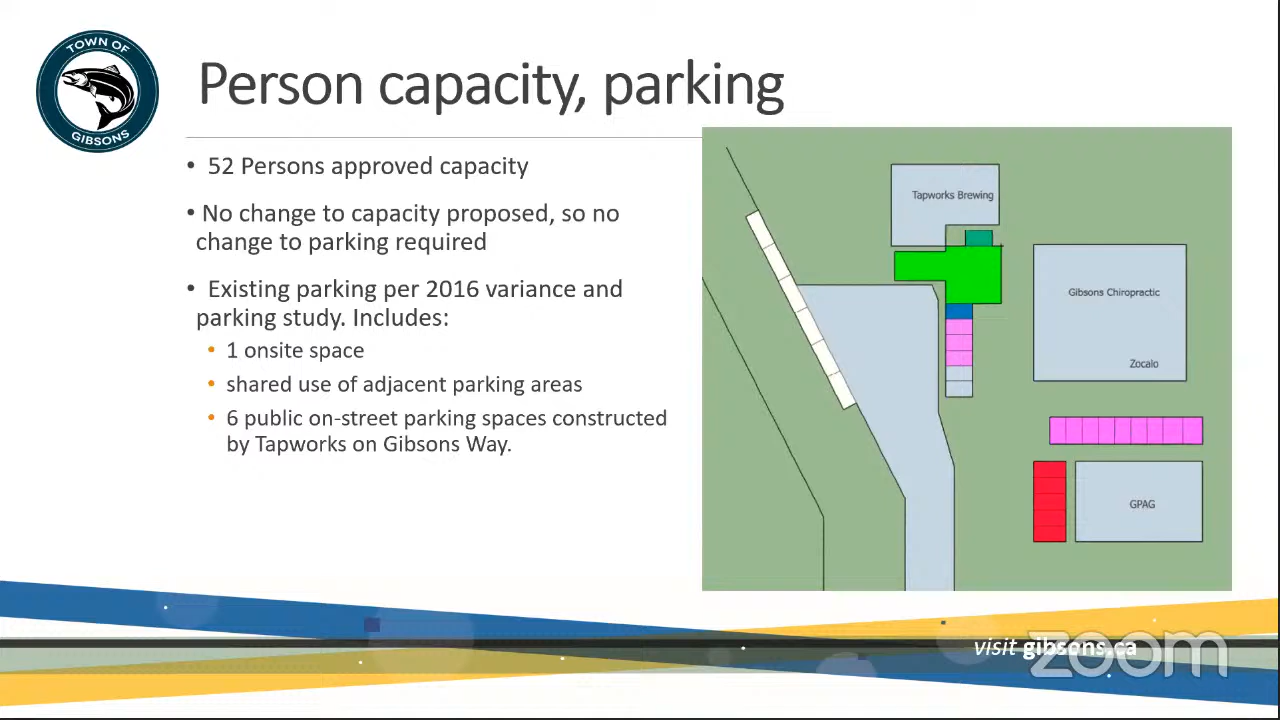 TOWN OF
GIBSONS
Person capacity, parking
• 52 Persons approved capacity
• No change to capacity proposed, so no
change to parking required
• Existing parking per 2016 variance and
parking study. Includes:
• 1 onsite space
• shared use of adjacent parking areas
• 6 public on-street parking spaces constructed
by Tapworks on Gibsons Way.
Tapworks Brewing
Gibsons Chiropractic
Zocalo
GPAG
visit gibsons.ca
zoom